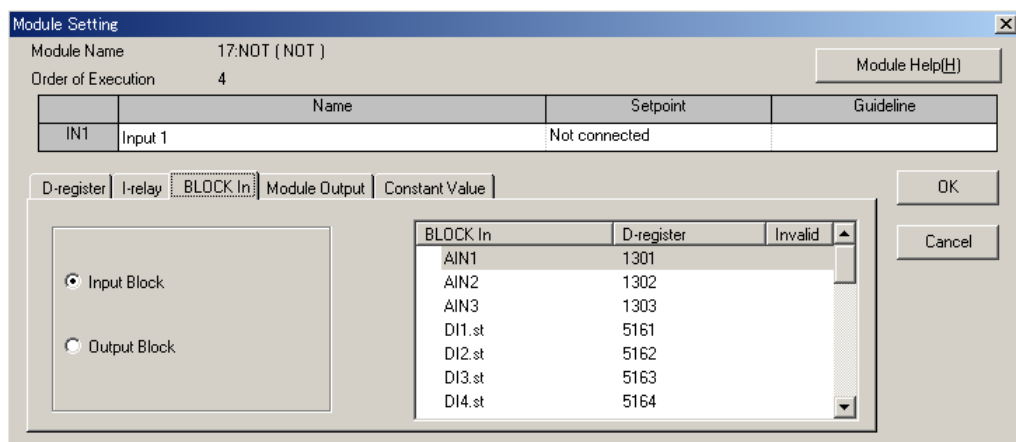 Module Setting
Module Name 17:NOT ( NOT )
Module Help(H)
Order of Execution 4
Name Setpoint Guideline
IN1 Input 1 Not connected
D-register I-relay BLOCK In Module Output Constant Value
OK
Cancel
Input Block
Output Block
BLOCK In D-register Invalid
AIN1 1301
AIN2 1302
AIN3 1303
DI1.st 5161
DI2.st 5162
DI3.st 5163
DI4.st 5164